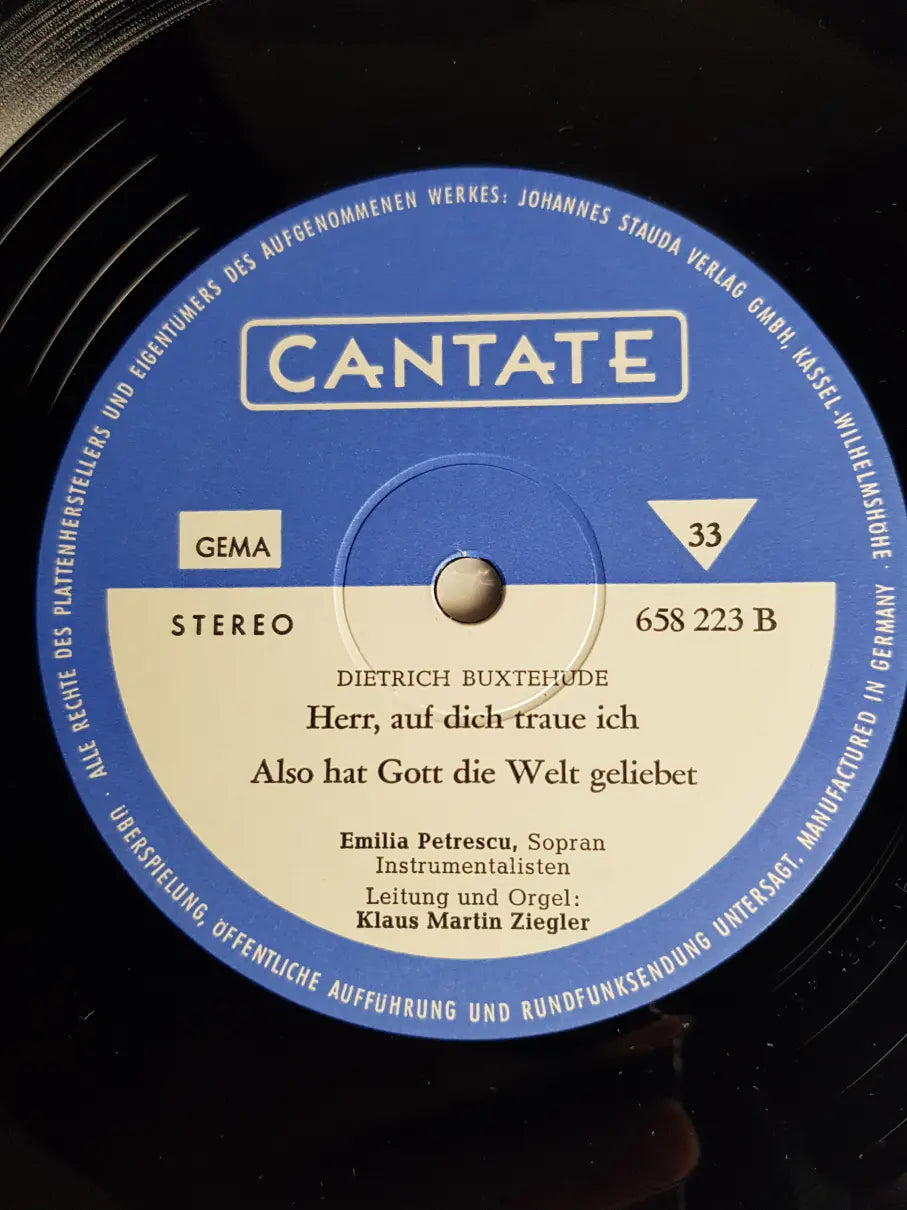 ALLE RECHTE DES PLATTENHERSTELLERS UND EIGENTÜMERS DES AUFGENOMMENEN WERKES: JOHANNES STAUDA VERLAG GMBH, KASSEL-WILHELMSHÖHE · MANUFACTURED IN GERMANY
CANTATE
GEMA
33
STEREO
658 223 B
DIETRICH BUXTEHUDE
Herr, auf dich traue ich
Also hat Gott die Welt geliebet
Emilia Petrescu, Sopran
Instrumentalisten
Leitung und Orgel:
Klaus Martin Ziegler
· ÜBERSPIELUNG, ÖFFENTLICHE AUFFÜHRUNG UND RUNDFUNKSENDUNG UNTERSAGT.